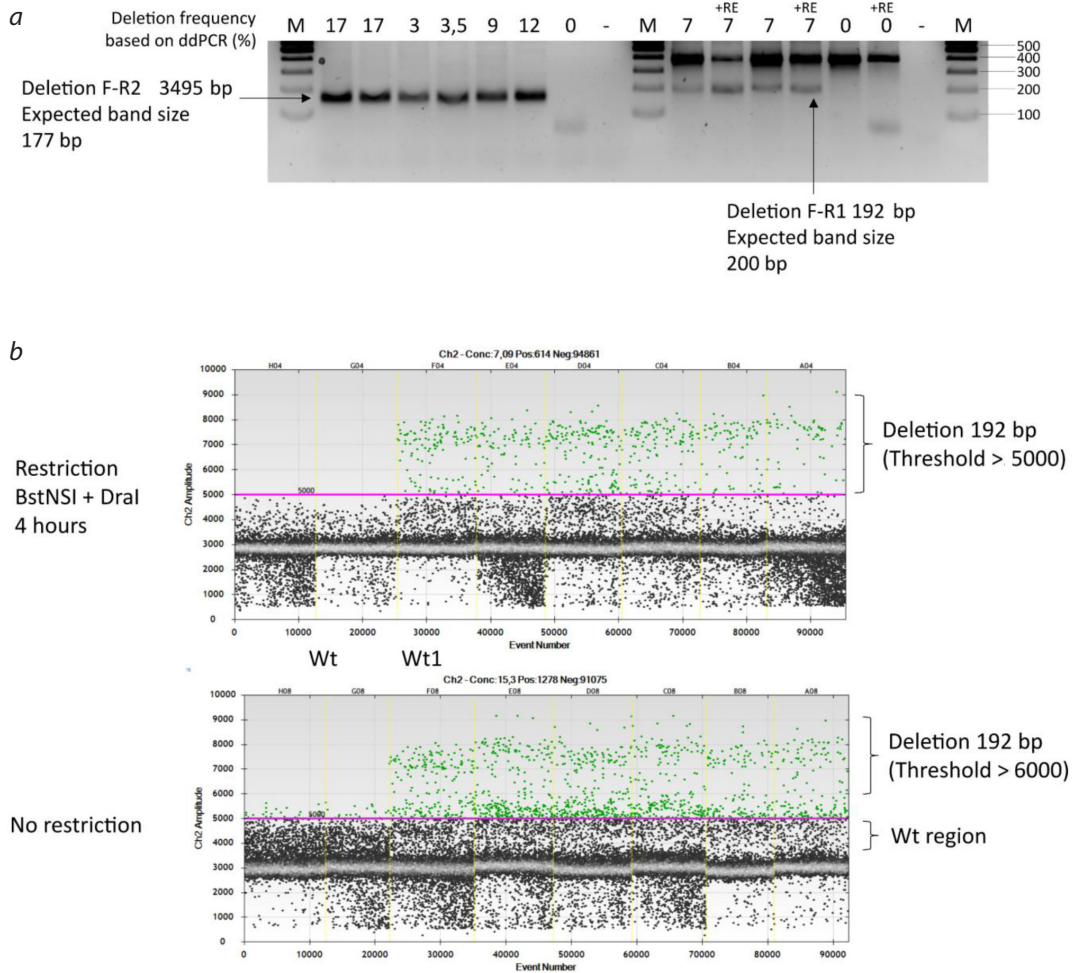 a
Deletion frequency
based on ddPCR (%)
M 17 17 3 3,5 9 12 0 - M 7 +RE 7 7 +RE 7 0 +RE 0 - M
500
400
300
200
100
Deletion F-R2 3495 bp
Expected band size
177 bp
Deletion F-R1 192 bp
Expected band size
200 bp
b
Ch2 - Conc:7,09 Pos:614 Neg:94861
H04 G04 F04 E04 D04 C04 B04 A04
Restriction
BstNSI + DraI
4 hours
Ch2 Amplitude
10000
9000
8000
7000
6000
5000
4000
3000
2000
1000
0
5000
0 10000 20000 30000 40000 50000 60000 70000 80000 90000
Event Number
Deletion 192 bp
(Threshold > 5000)
Wt Wt1
Ch2 - Conc:15,3 Pos:1278 Neg:91075
H08 G08 F08 E08 D08 C08 B08 A08
No restriction
Ch2 Amplitude
10000
9000
8000
7000
6000
5000
4000
3000
2000
1000
0
5000
0 10000 20000 30000 40000 50000 60000 70000 80000 90000
Event Number
Deletion 192 bp
(Threshold > 6000)
Wt region